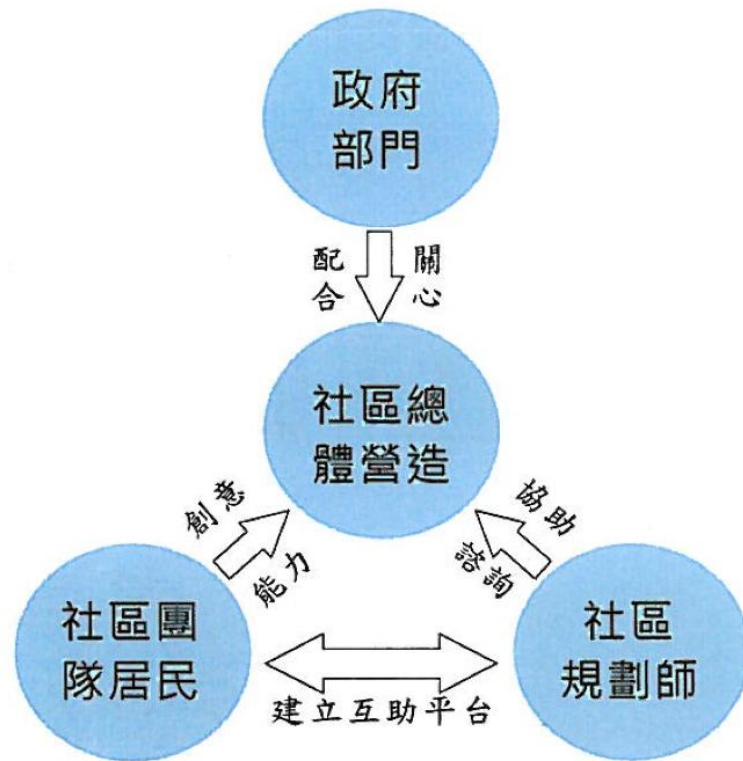 政府
部門
配合
關心
社區總
體營造
創意
能力
協助
諮詢
社區團
隊居民
社區
規劃師
建立互助平台